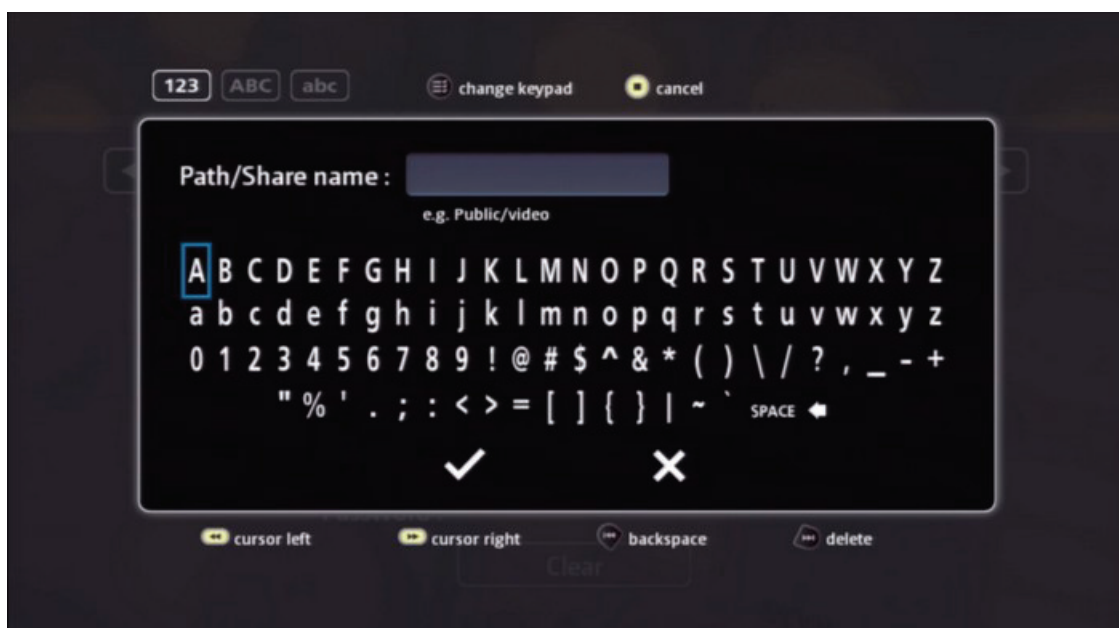 123 ABC abc change keypad cancel
Path/Share name :
e.g. Public/video
A B C D E F G H I J K L M N O P Q R S T U V W X Y Z
a b c d e f g h i j k l m n o p q r s t u v w x y z
0 1 2 3 4 5 6 7 8 9 ! @ # $ ^ & * ( ) \ / ? , _ - +
" % ' . ; : < > = [ ] { } | ~ ` SPACE
cursor left cursor right backspace delete
Clear